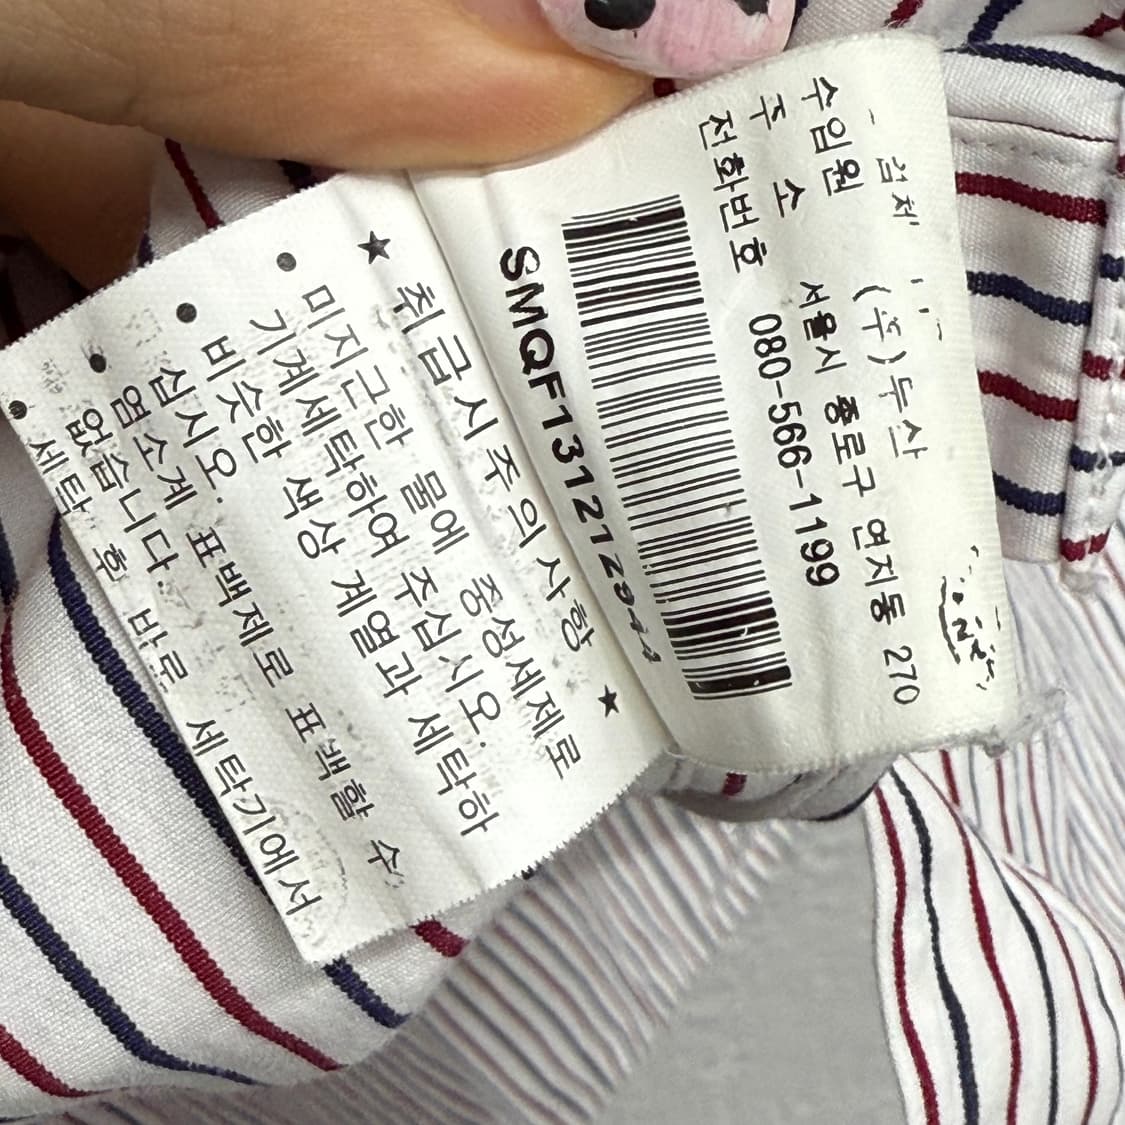 수입원 (주)두산
주 소 서울시 종로구 연지동 270
전화번호 080-566-1199
★ 취급시주의사항 ★
• 미지근한 물에 중성세제로
기계세탁하여 주십시오.
• 비슷한 색상 계열과 세탁하
십시오.
• 염소계 표백제로 표백할 수
없습니다.
• 세탁 후 바로 세탁기에서